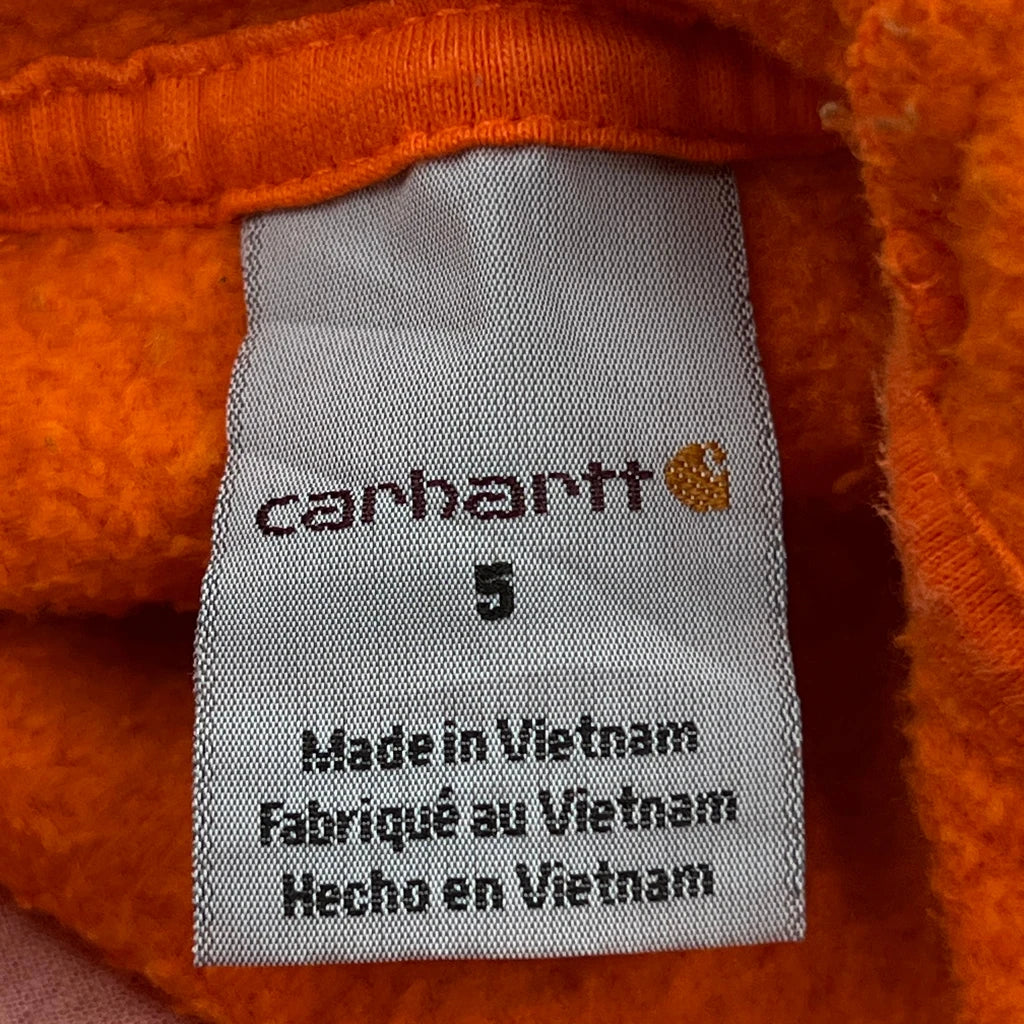 carhartt
5
Made in Vietnam
Fabriqué au Vietnam
Hecho en Vietnam